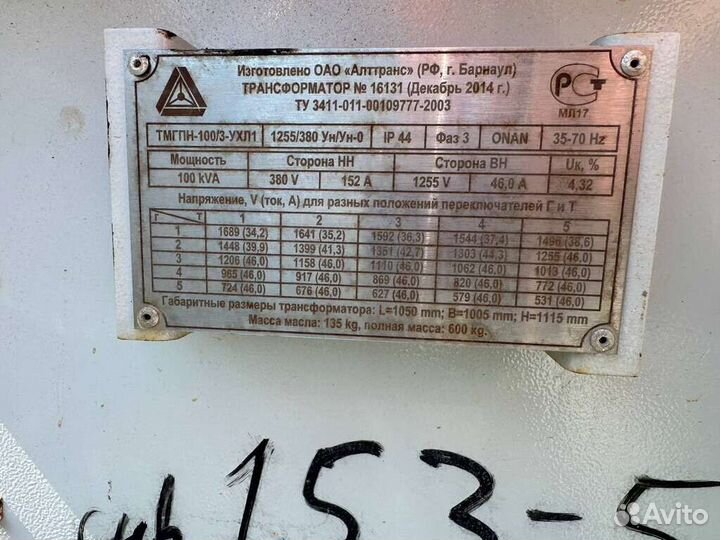 Изготовлено ОАО «Алттранс» (РФ, г. Барнаул)
ТРАНСФОРМАТОР № 16131 (Декабрь 2014 г.)
ТУ 3411-011-00109777-2003
РСТ
МЛ17
ТМГПН-100/3-УХЛ1 1255/380 Ун/Ун-0 IP 44 Фаз 3 ONAN 35-70 Hz
Мощность Сторона НН Сторона ВН Uк, %
100 kVA 380 V 152 A 1255 V 46,0 A 4,32
Напряжение, V (ток, А) для разных положений переключателей Г и Т
Г Т 1 2 3 4 5
1 1689 (34,2) 1641 (35,2) 1592 (36,3) 1544 (37,4) 1496 (38,6)
2 1448 (39,9) 1399 (41,3) 1351 (42,7) 1303 (44,3) 1255 (46,0)
3 1206 (46,0) 1158 (46,0) 1110 (46,0) 1062 (46,0) 1013 (46,0)
4 965 (46,0) 917 (46,0) 869 (46,0) 820 (46,0) 772 (46,0)
5 724 (46,0) 676 (46,0) 627 (46,0) 579 (46,0) 531 (46,0)
Габаритные размеры трансформатора: L=1050 mm; B=1005 mm; H=1115 mm
Масса масла: 135 kg, полная масса: 600 kg.
153-5
Avito